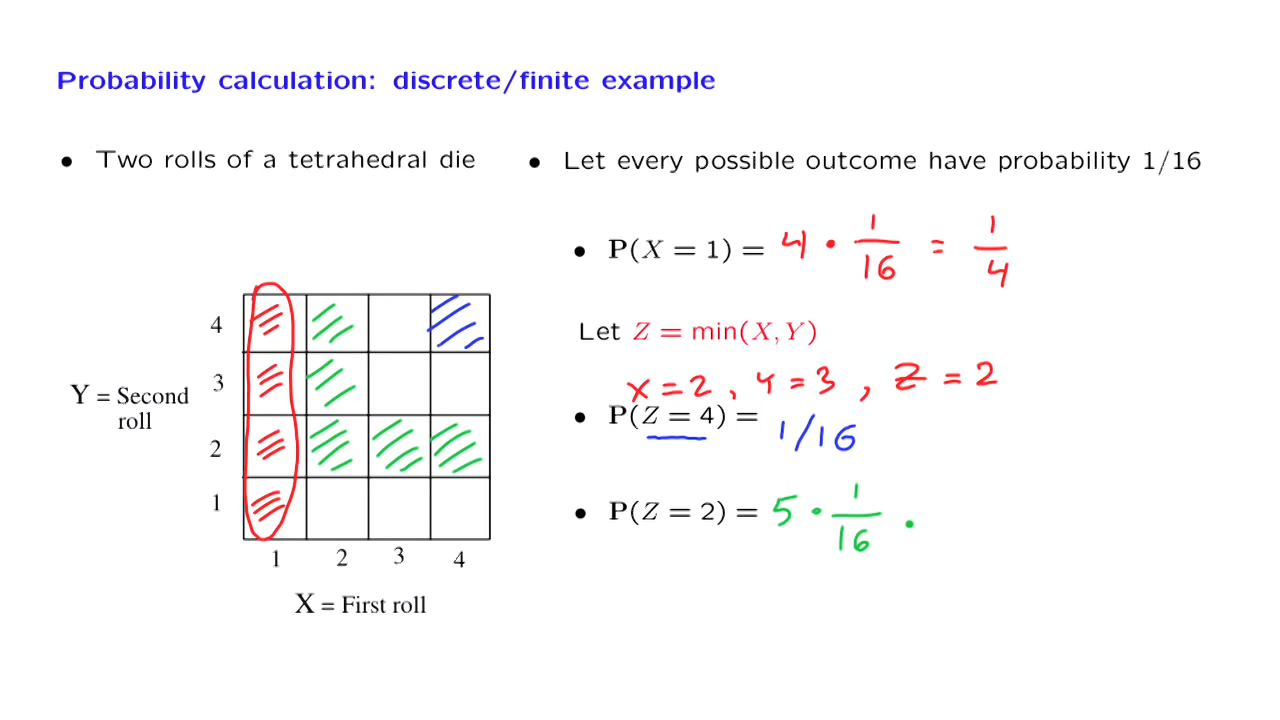 Probability calculation: discrete/finite example
• Two rolls of a tetrahedral die
• Let every possible outcome have probability 1/16
• P(X = 1) = 4 · 1/16 = 1/4
Let Z = min(X, Y)
X = 2, Y = 3, Z = 2
• P(Z = 4) = 1/16
• P(Z = 2) = 5 · 1/16 ·
4
3
Y = Second
roll
2
1
1 2 3 4
X = First roll